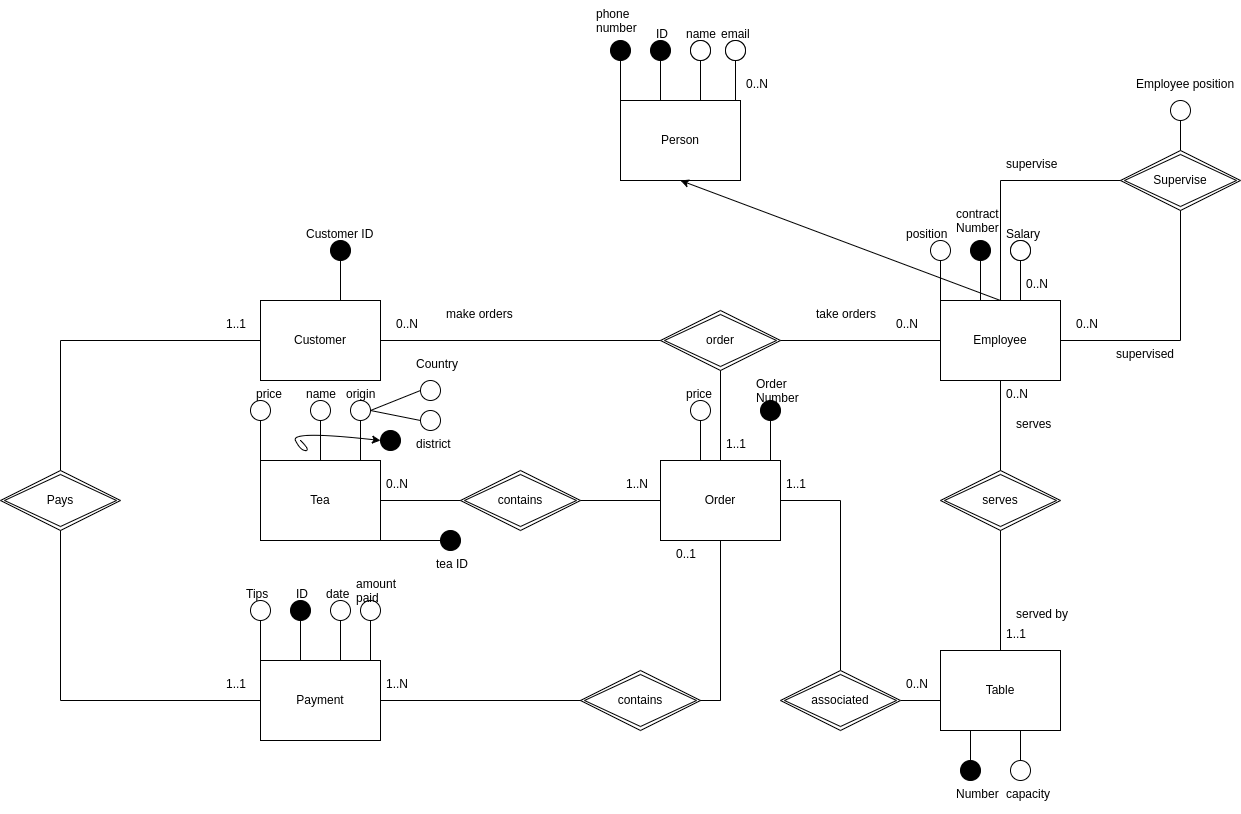 phone
number
ID
name
email
0..N
Person
Employee position
supervise
Supervise
Customer ID
position
contract
Number
Salary
0..N
1..1
Customer
0..N
make orders
order
take orders
0..N
Employee
0..N
supervised
Country
price
name
origin
district
price
Order
Number
0..N
serves
1..1
Pays
Tea
0..N
contains
1..N
Order
1..1
serves
tea ID
0..1
Tips
ID
date
amount
paid
served by
1..1
1..1
Payment
1..N
contains
associated
0..N
Table
Number
capacity